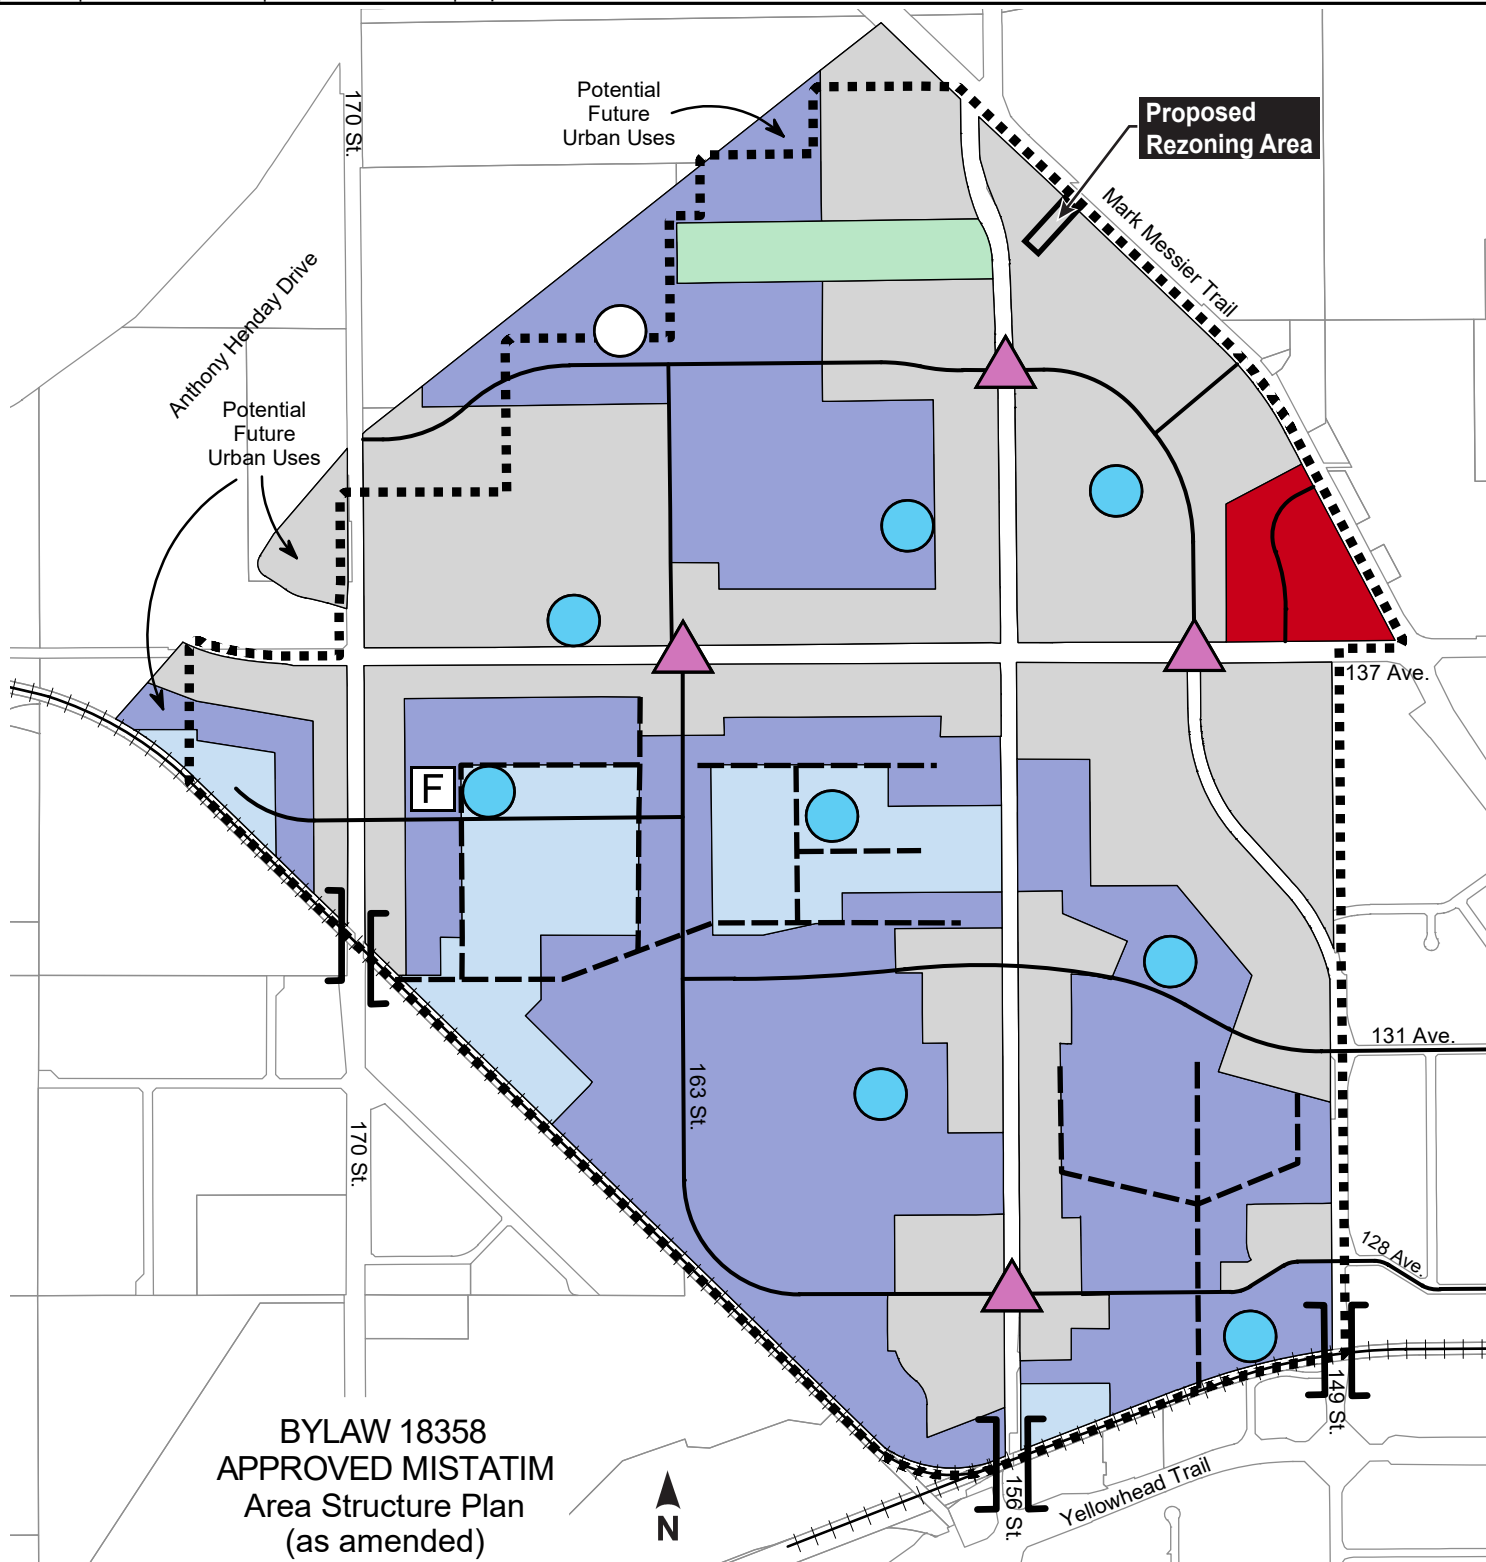 Potential
Future
Urban Uses
170 St.
Proposed
Rezoning Area
Mark Messier Trail
Anthony Henday Drive
Potential
Future
Urban Uses
137 Ave.
F
131 Ave.
163 St.
170 St.
128 Ave.
149 St.
156 St.
Yellowhead Trail
BYLAW 18358
APPROVED MISTATIM
Area Structure Plan
(as amended)
N